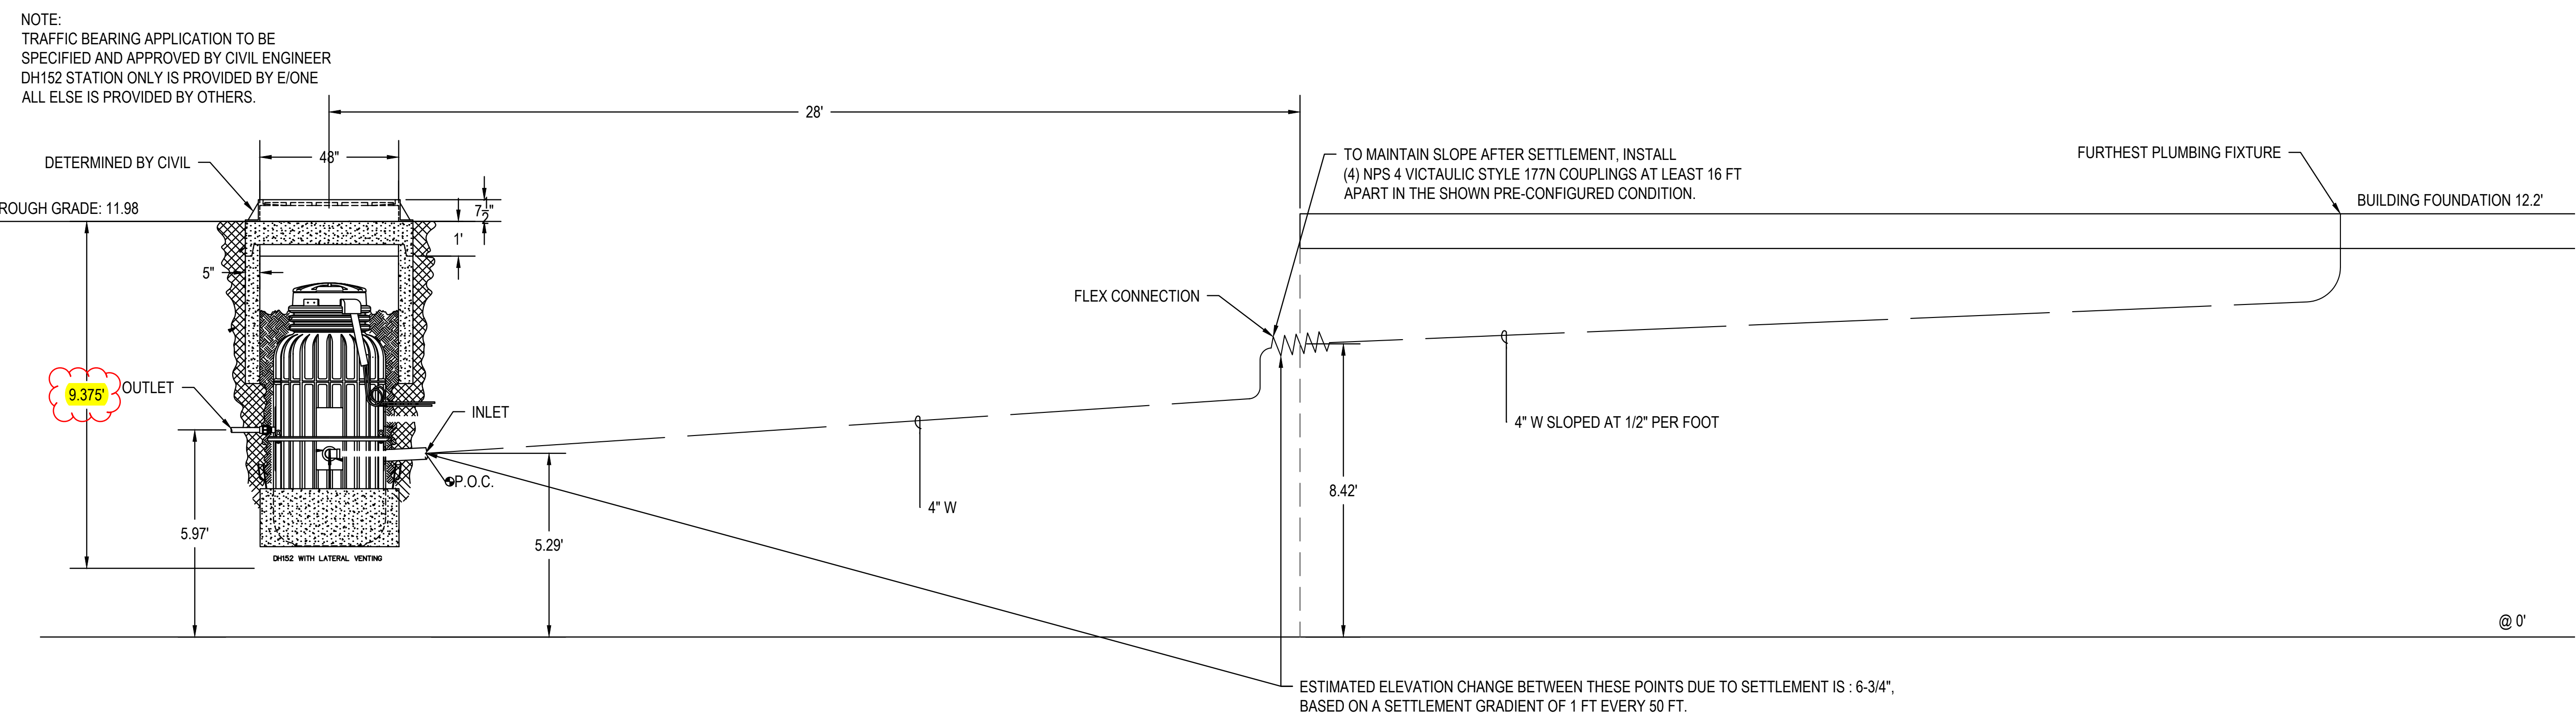 NOTE:
TRAFFIC BEARING APPLICATION TO BE
SPECIFIED AND APPROVED BY CIVIL ENGINEER
DH152 STATION ONLY IS PROVIDED BY E/ONE
ALL ELSE IS PROVIDED BY OTHERS.
28'
DETERMINED BY CIVIL
48"
TO MAINTAIN SLOPE AFTER SETTLEMENT, INSTALL
(4) NPS 4 VICTAULIC STYLE 177N COUPLINGS AT LEAST 16 FT
APART IN THE SHOWN PRE-CONFIGURED CONDITION.
FURTHEST PLUMBING FIXTURE
BUILDING FOUNDATION 12.2'
ROUGH GRADE: 11.98
7 1/2"
1'
5"
FLEX CONNECTION
9.375'
OUTLET
INLET
4" W SLOPED AT 1/2" PER FOOT
P.O.C.
8.42'
4" W
5.97'
5.29'
DH152 WITH LATERAL VENTING
@ 0'
ESTIMATED ELEVATION CHANGE BETWEEN THESE POINTS DUE TO SETTLEMENT IS : 6-3/4",
BASED ON A SETTLEMENT GRADIENT OF 1 FT EVERY 50 FT.